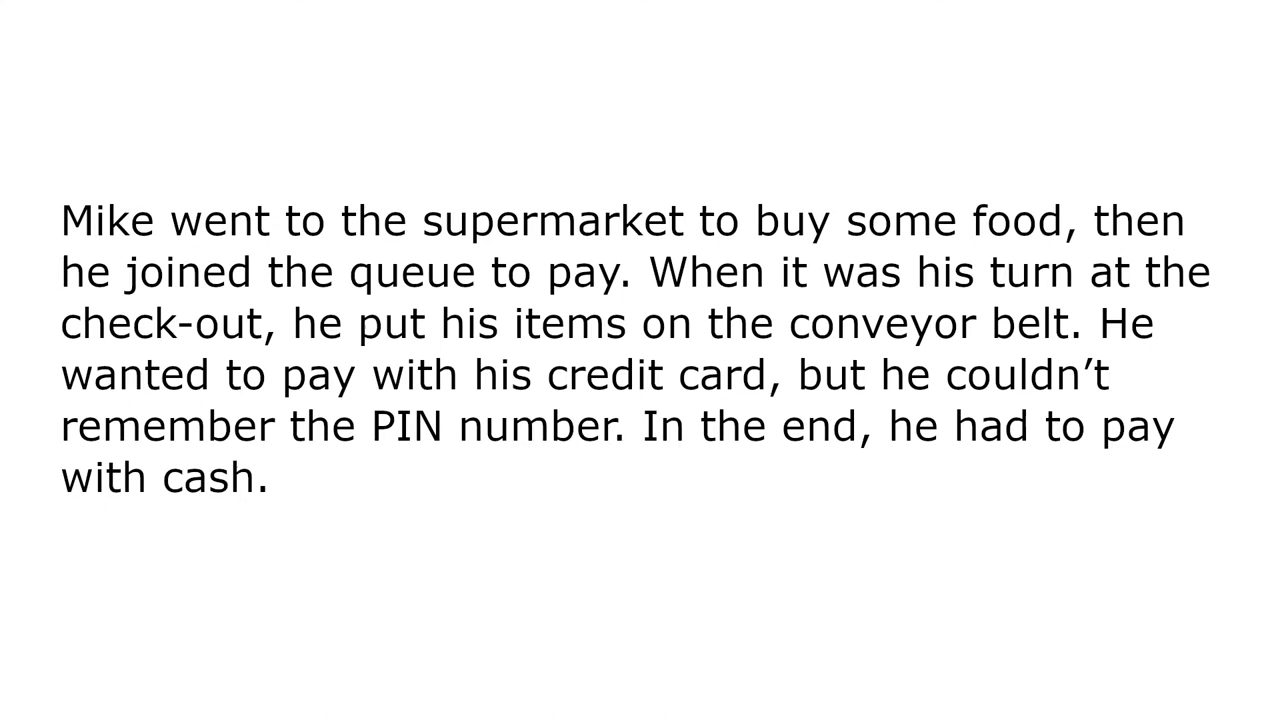 Mike went to the supermarket to buy some food, then
he joined the queue to pay. When it was his turn at the
check-out, he put his items on the conveyor belt. He
wanted to pay with his credit card, but he couldn’t
remember the PIN number. In the end, he had to pay
with cash.